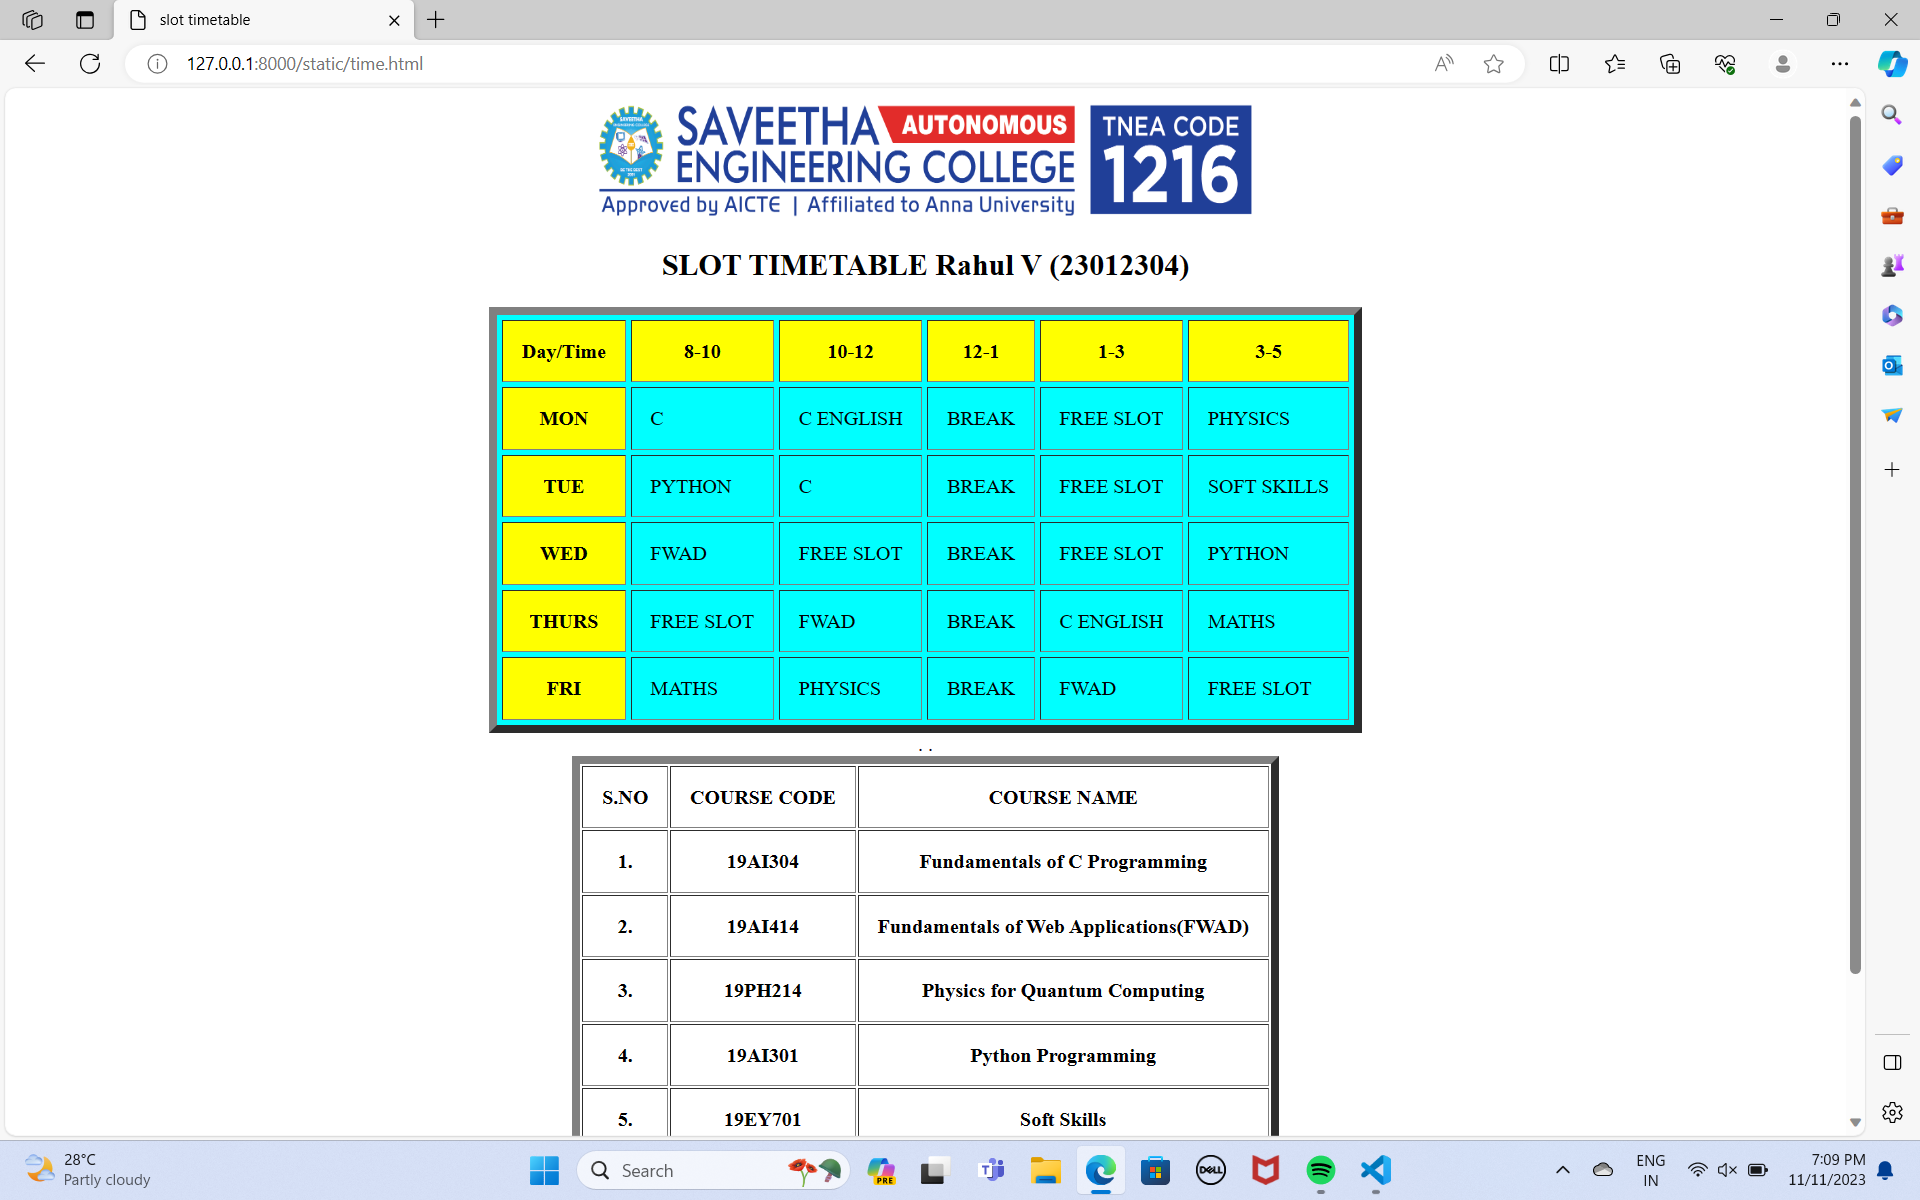 slot timetable
127.0.0.1:8000/static/time.html
SAVEETHA AUTONOMOUS
ENGINEERING COLLEGE
Approved by AICTE | Affiliated to Anna University
TNEA CODE
1216
SLOT TIMETABLE Rahul V (23012304)
Day/Time 8-10 10-12 12-1 1-3 3-5
MON C C ENGLISH BREAK FREE SLOT PHYSICS
TUE PYTHON C BREAK FREE SLOT SOFT SKILLS
WED FWAD FREE SLOT BREAK FREE SLOT PYTHON
THURS FREE SLOT FWAD BREAK C ENGLISH MATHS
FRI MATHS PHYSICS BREAK FWAD FREE SLOT
. .
S.NO COURSE CODE COURSE NAME
1. 19AI304 Fundamentals of C Programming
2. 19AI414 Fundamentals of Web Applications(FWAD)
3. 19PH214 Physics for Quantum Computing
4. 19AI301 Python Programming
5. 19EY701 Soft Skills
28°C
Partly cloudy
Search
PRE
DELL
ENG
IN
7:09 PM
11/11/2023